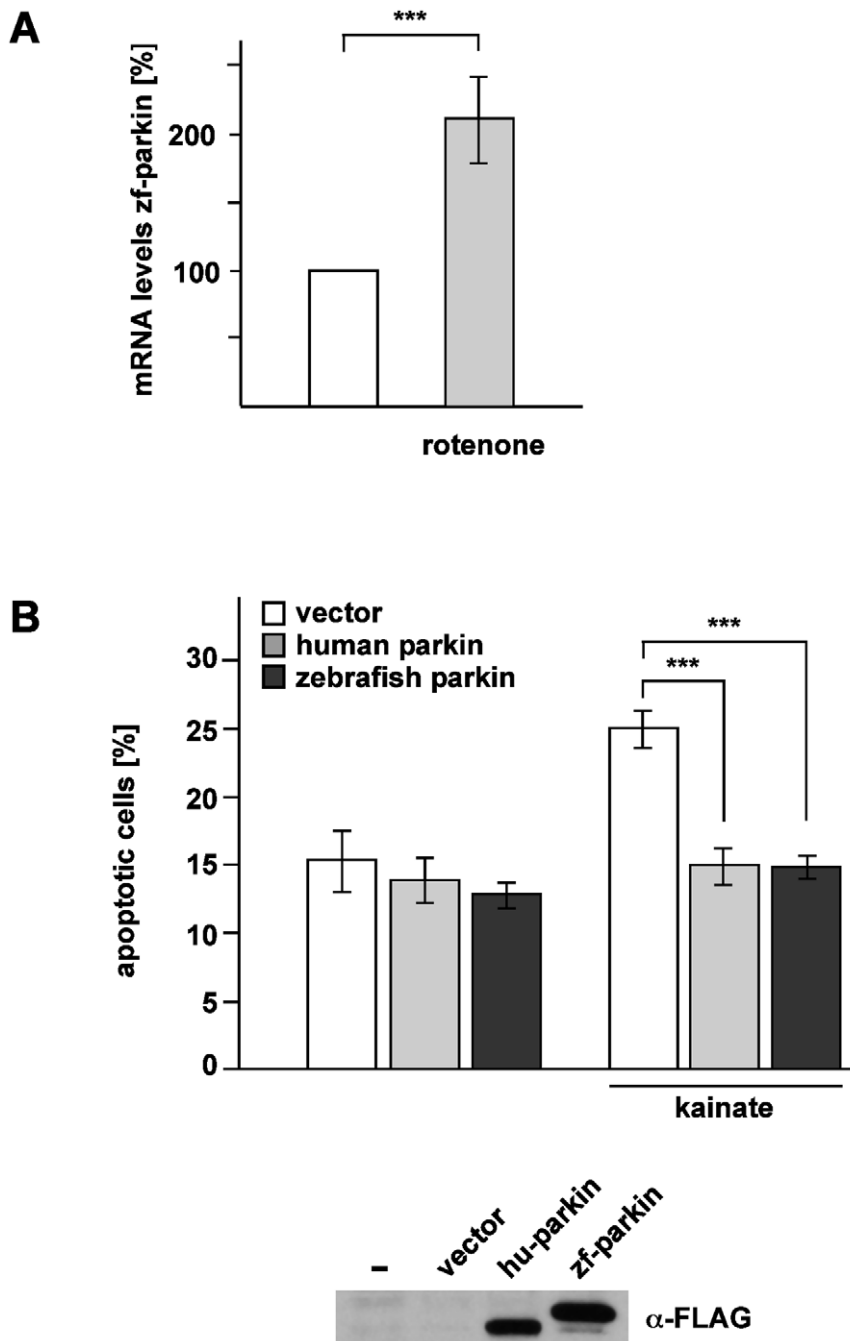 A
***
mRNA levels zf-parkin [%]
200
100
rotenone
B
vector
human parkin
zebrafish parkin
***
***
apoptotic cells [%]
30
25
20
15
10
5
0
kainate
–
vector
hu-parkin
zf-parkin
α-FLAG